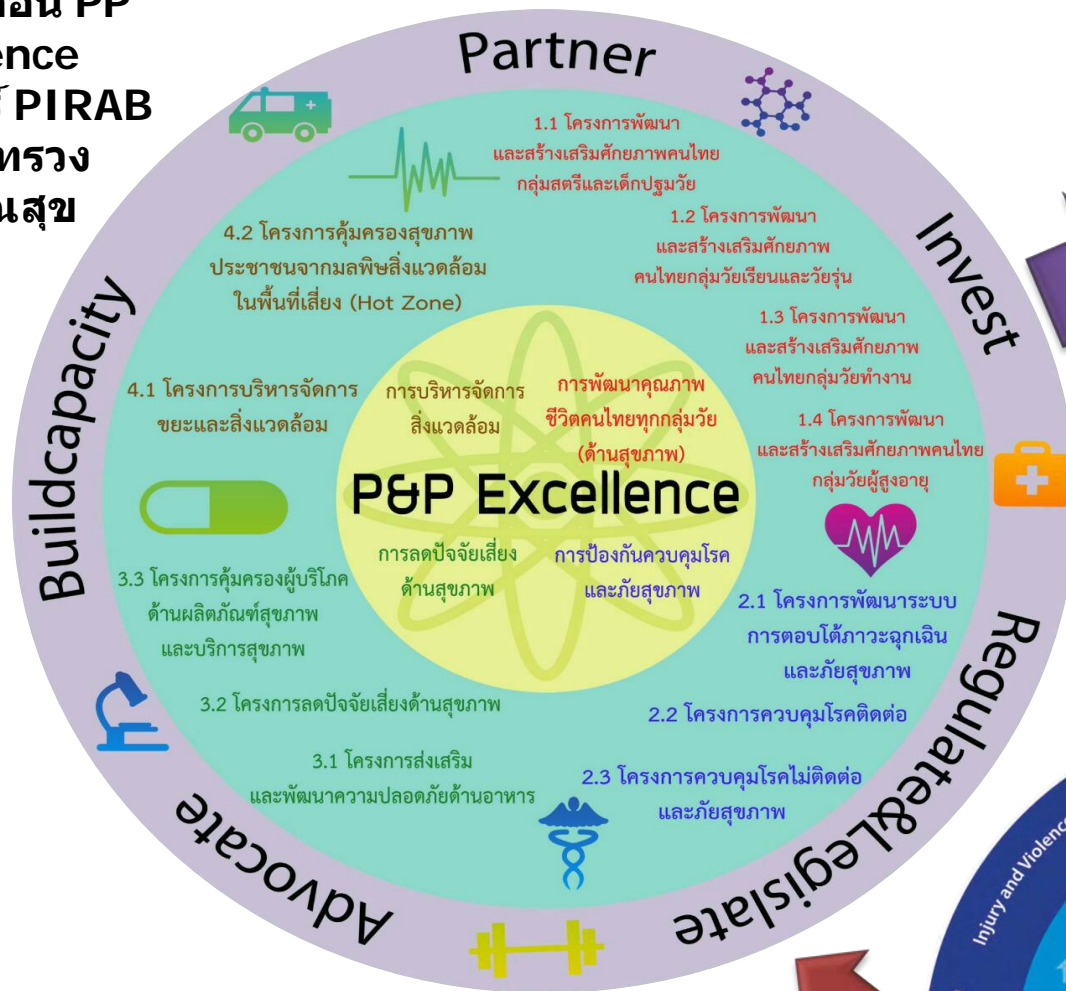 PP
PIRAB
Partner
Invest
Regulate&Legislate
Advocate
Buildcapacity
1.1 โครงการพัฒนา
และสร้างเสริมศักยภาพคนไทย
กลุ่มสตรีและเด็กปฐมวัย
1.2 โครงการพัฒนา
และสร้างเสริมศักยภาพ
คนไทยกลุ่มวัยเรียนและวัยรุ่น
1.3 โครงการพัฒนา
และสร้างเสริมศักยภาพ
คนไทยกลุ่มวัยทำงาน
1.4 โครงการพัฒนา
และสร้างเสริมศักยภาพคนไทย
กลุ่มวัยผู้สูงอายุ
2.1 โครงการพัฒนาระบบ
การตอบโต้ภาวะฉุกเฉิน
และภัยสุขภาพ
2.2 โครงการควบคุมโรคติดต่อ
2.3 โครงการควบคุมโรคไม่ติดต่อ
และภัยสุขภาพ
3.1 โครงการส่งเสริม
และพัฒนาความปลอดภัยด้านอาหาร
3.2 โครงการลดปัจจัยเสี่ยงด้านสุขภาพ
3.3 โครงการคุ้มครองผู้บริโภค
ด้านผลิตภัณฑ์สุขภาพ
และบริการสุขภาพ
4.1 โครงการบริหารจัดการ
ขยะและสิ่งแวดล้อม
4.2 โครงการคุ้มครองสุขภาพ
ประชาชนจากมลพิษสิ่งแวดล้อม
ในพื้นที่เสี่ยง (Hot Zone)
การบริหารจัดการ
สิ่งแวดล้อม
การพัฒนาคุณภาพ
ชีวิตคนไทยทุกกลุ่มวัย
(ด้านสุขภาพ)
P&P Excellence
การลดปัจจัยเสี่ยง
ด้านสุขภาพ
การป้องกันควบคุมโรค
และภัยสุขภาพ
Injury and Violence